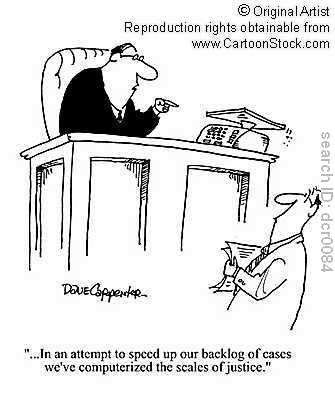 © Original Artist
Reproduction rights obtainable from
www.CartoonStock.com
search ID: dcr0084
Dave Carpenter
"...In an attempt to speed up our backlog of cases
we've computerized the scales of justice."